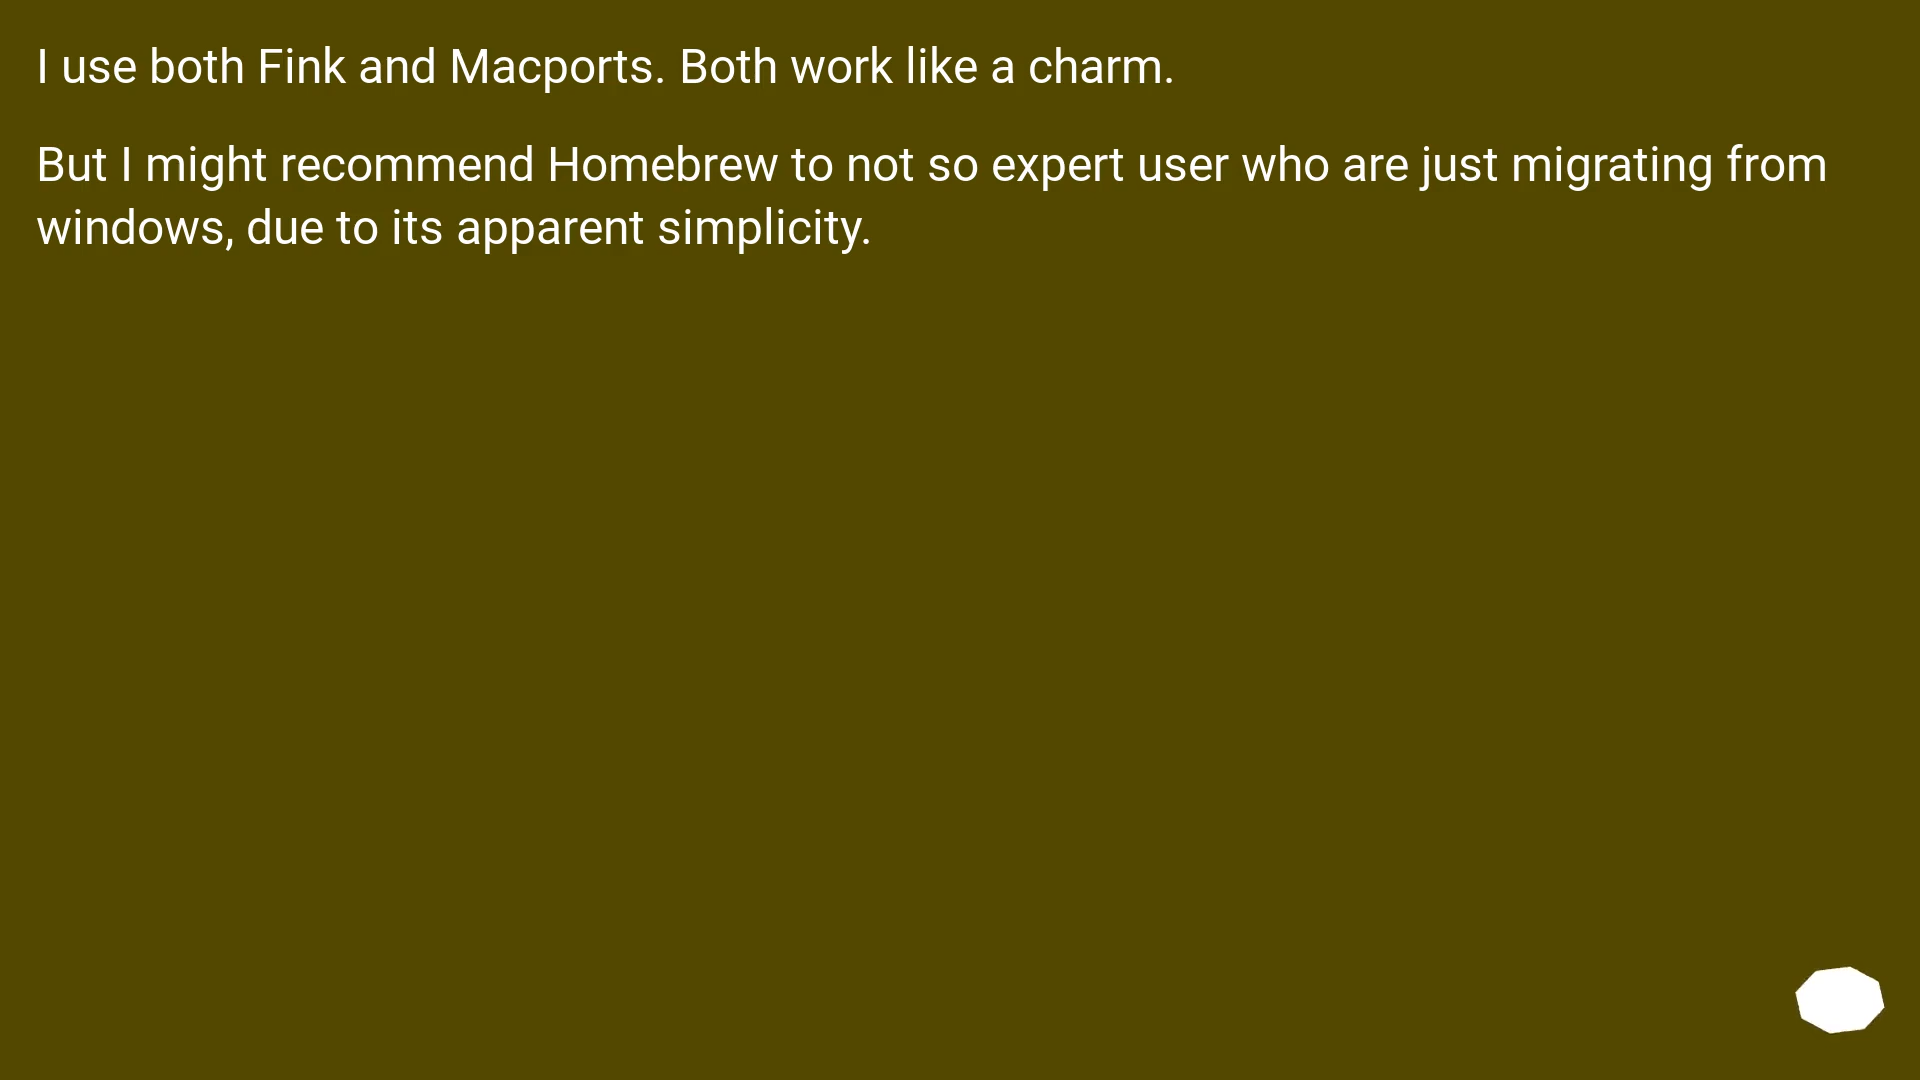 I use both Fink and Macports. Both work like a charm.
But I might recommend Homebrew to not so expert user who are just migrating from
windows, due to its apparent simplicity.